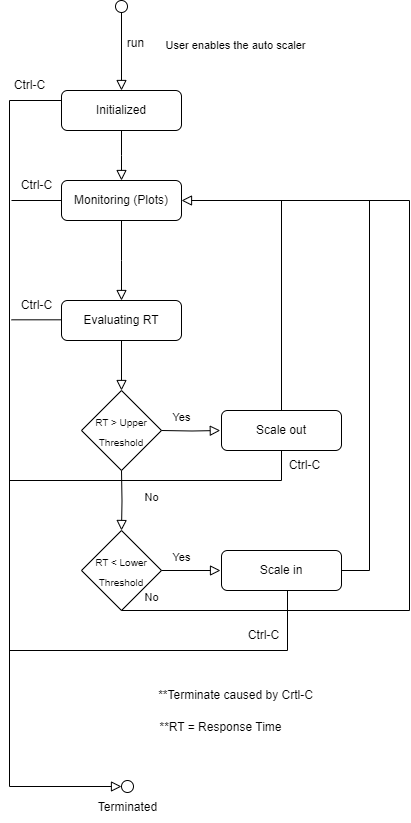 run
User enables the auto scaler
Ctrl-C
Initialized
Ctrl-C
Monitoring (Plots)
Ctrl-C
Evaluating RT
RT > Upper
Threshold
Yes
Scale out
Ctrl-C
No
RT < Lower
Threshold
Yes
Scale in
No
Ctrl-C
**Terminate caused by Crtl-C
**RT = Response Time
Terminated